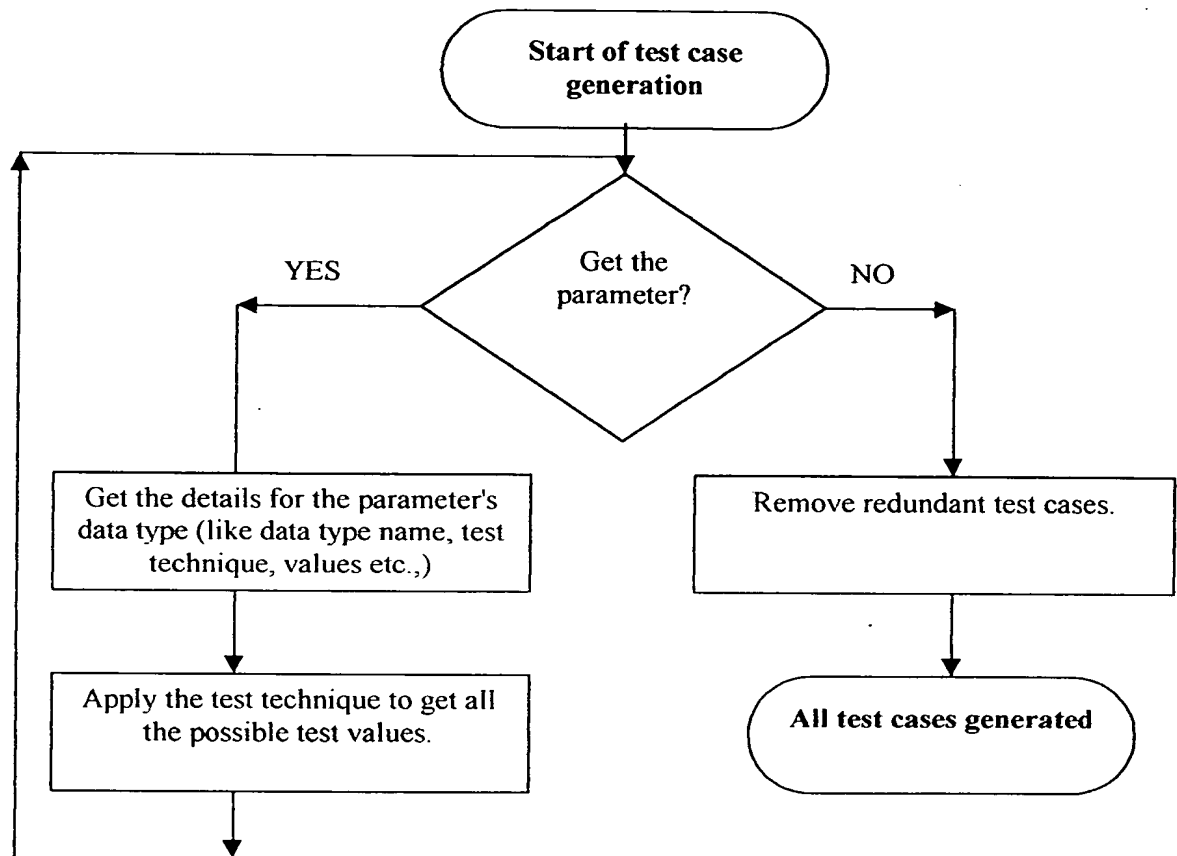 Start of test case
generation
Get the
parameter?
YES
NO
Get the details for the parameter's
data type (like data type name, test
technique, values etc.,)
Remove redundant test cases.
Apply the test technique to get all
the possible test values.
All test cases generated